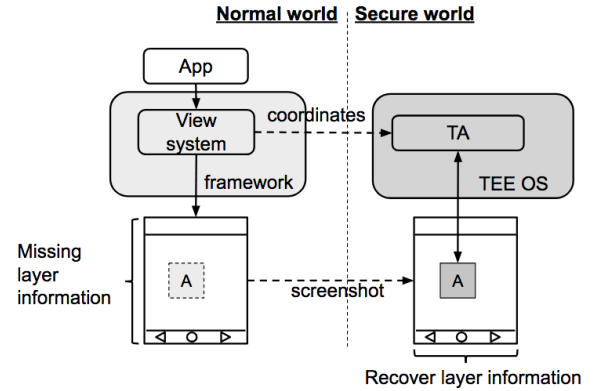 Normal world
Secure world
App
View
system
coordinates
TA
framework
TEE OS
Missing
layer
information
A
screenshot
A
Recover layer information